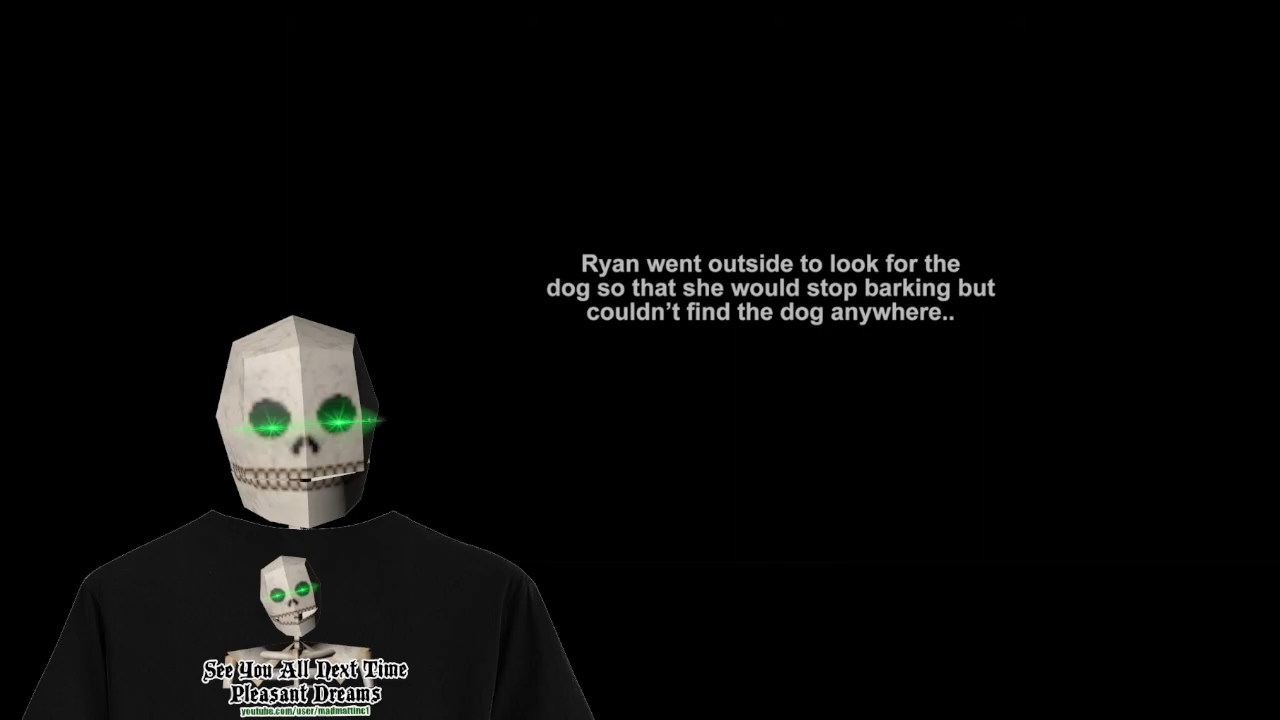 Ryan went outside to look for the
dog so that she would stop barking but
couldn’t find the dog anywhere..
See You All Next Time
Pleasant Dreams
youtube.com/user/madmattinc1